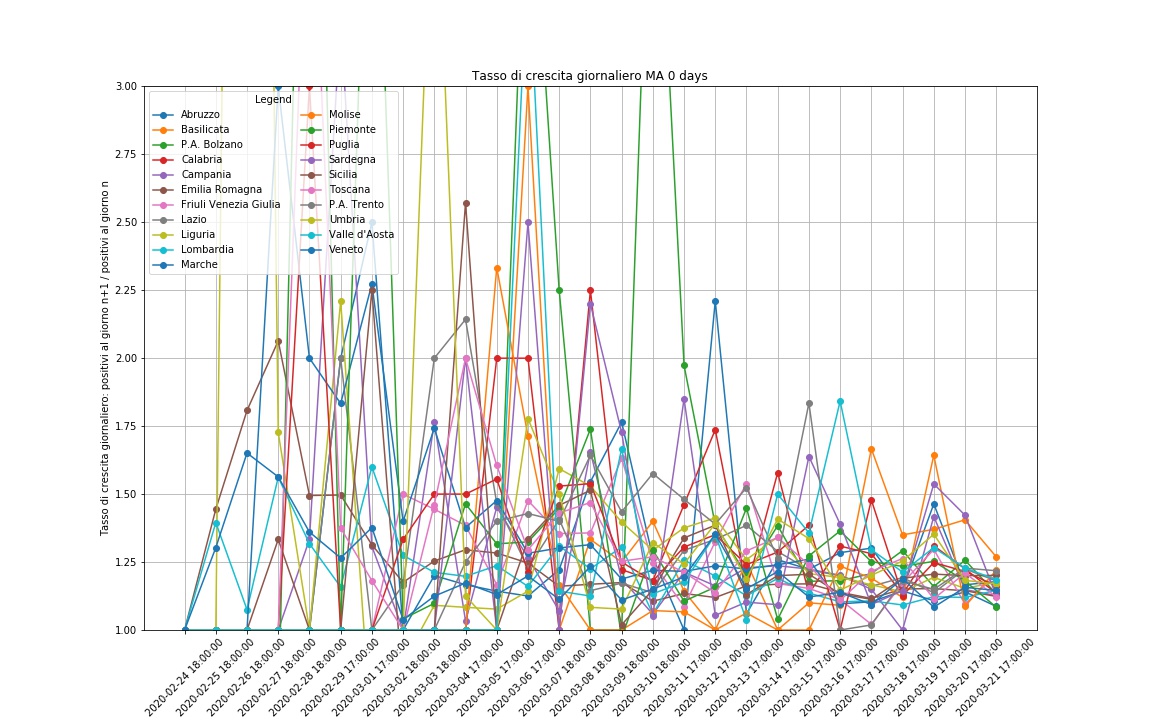 Tasso di crescita giornaliero MA 0 days
Tasso di crescita giornaliero: positivi al giorno n+1 / positivi al giorno n
3.00
2.75
2.50
2.25
2.00
1.75
1.50
1.25
1.00
Legend
Abruzzo
Basilicata
P.A. Bolzano
Calabria
Campania
Emilia Romagna
Friuli Venezia Giulia
Lazio
Liguria
Lombardia
Marche
Molise
Piemonte
Puglia
Sardegna
Sicilia
Toscana
P.A. Trento
Umbria
Valle d'Aosta
Veneto
2020-02-24 18:00:00
2020-02-25 18:00:00
2020-02-26 18:00:00
2020-02-27 18:00:00
2020-02-28 18:00:00
2020-02-29 17:00:00
2020-03-01 17:00:00
2020-03-02 18:00:00
2020-03-03 18:00:00
2020-03-04 17:00:00
2020-03-05 17:00:00
2020-03-06 17:00:00
2020-03-07 18:00:00
2020-03-08 18:00:00
2020-03-09 18:00:00
2020-03-10 18:00:00
2020-03-11 17:00:00
2020-03-12 17:00:00
2020-03-13 17:00:00
2020-03-14 17:00:00
2020-03-15 17:00:00
2020-03-16 17:00:00
2020-03-17 17:00:00
2020-03-18 17:00:00
2020-03-19 17:00:00
2020-03-20 17:00:00
2020-03-21 17:00:00